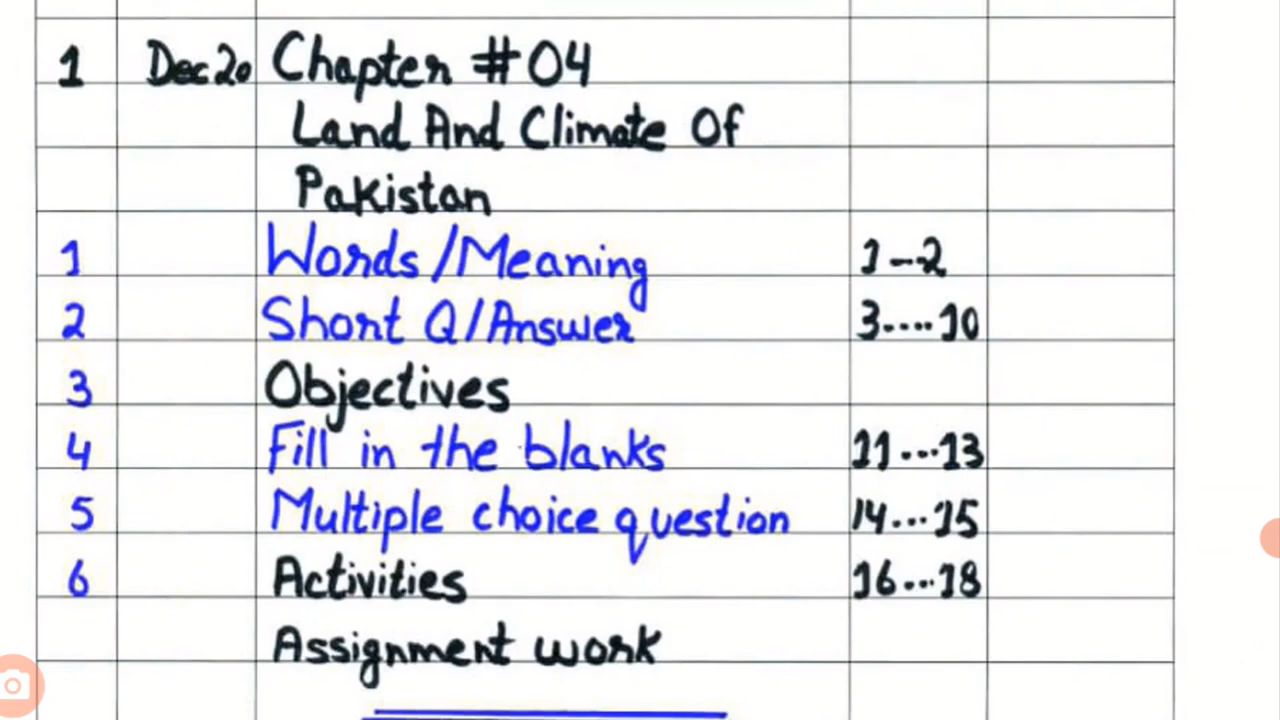 1 Dec 20 Chapter #04
Land And Climate Of
Pakistan
1 Words/Meaning 1-2
2 Short Q/Answer 3....10
3 Objectives
4 Fill in the blanks 11...13
5 Multiple choice question 14...15
6 Activities 16...18
Assignment work